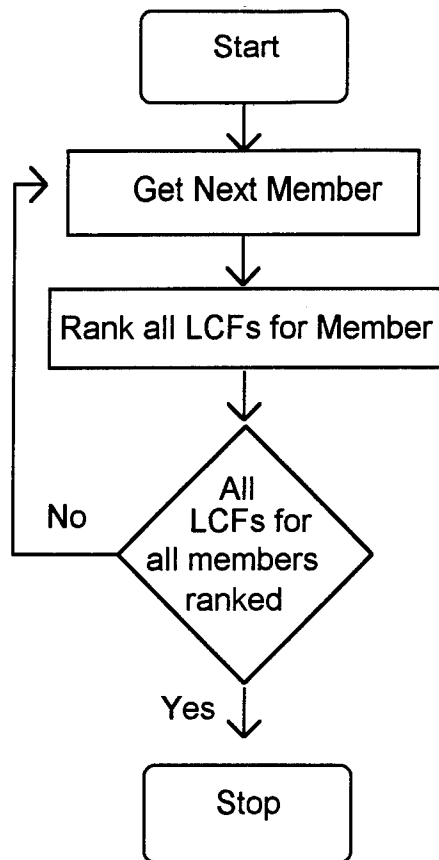 Start
Get Next Member
Rank all LCFs for Member
All
LCFs for
all members
ranked
No
Yes
Stop